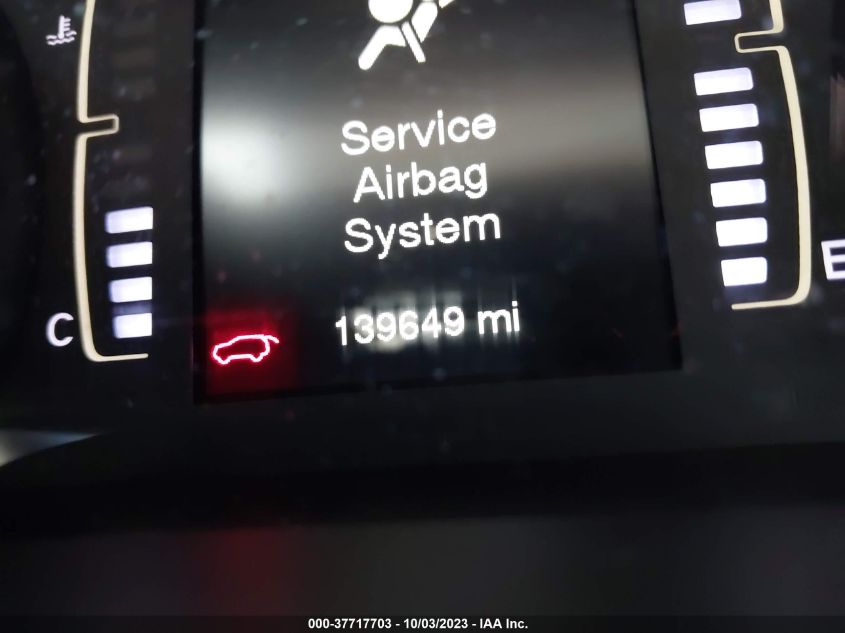 Service
Airbag
System
139649 mi
C
E
000-37717703 - 10/03/2023 - IAA Inc.